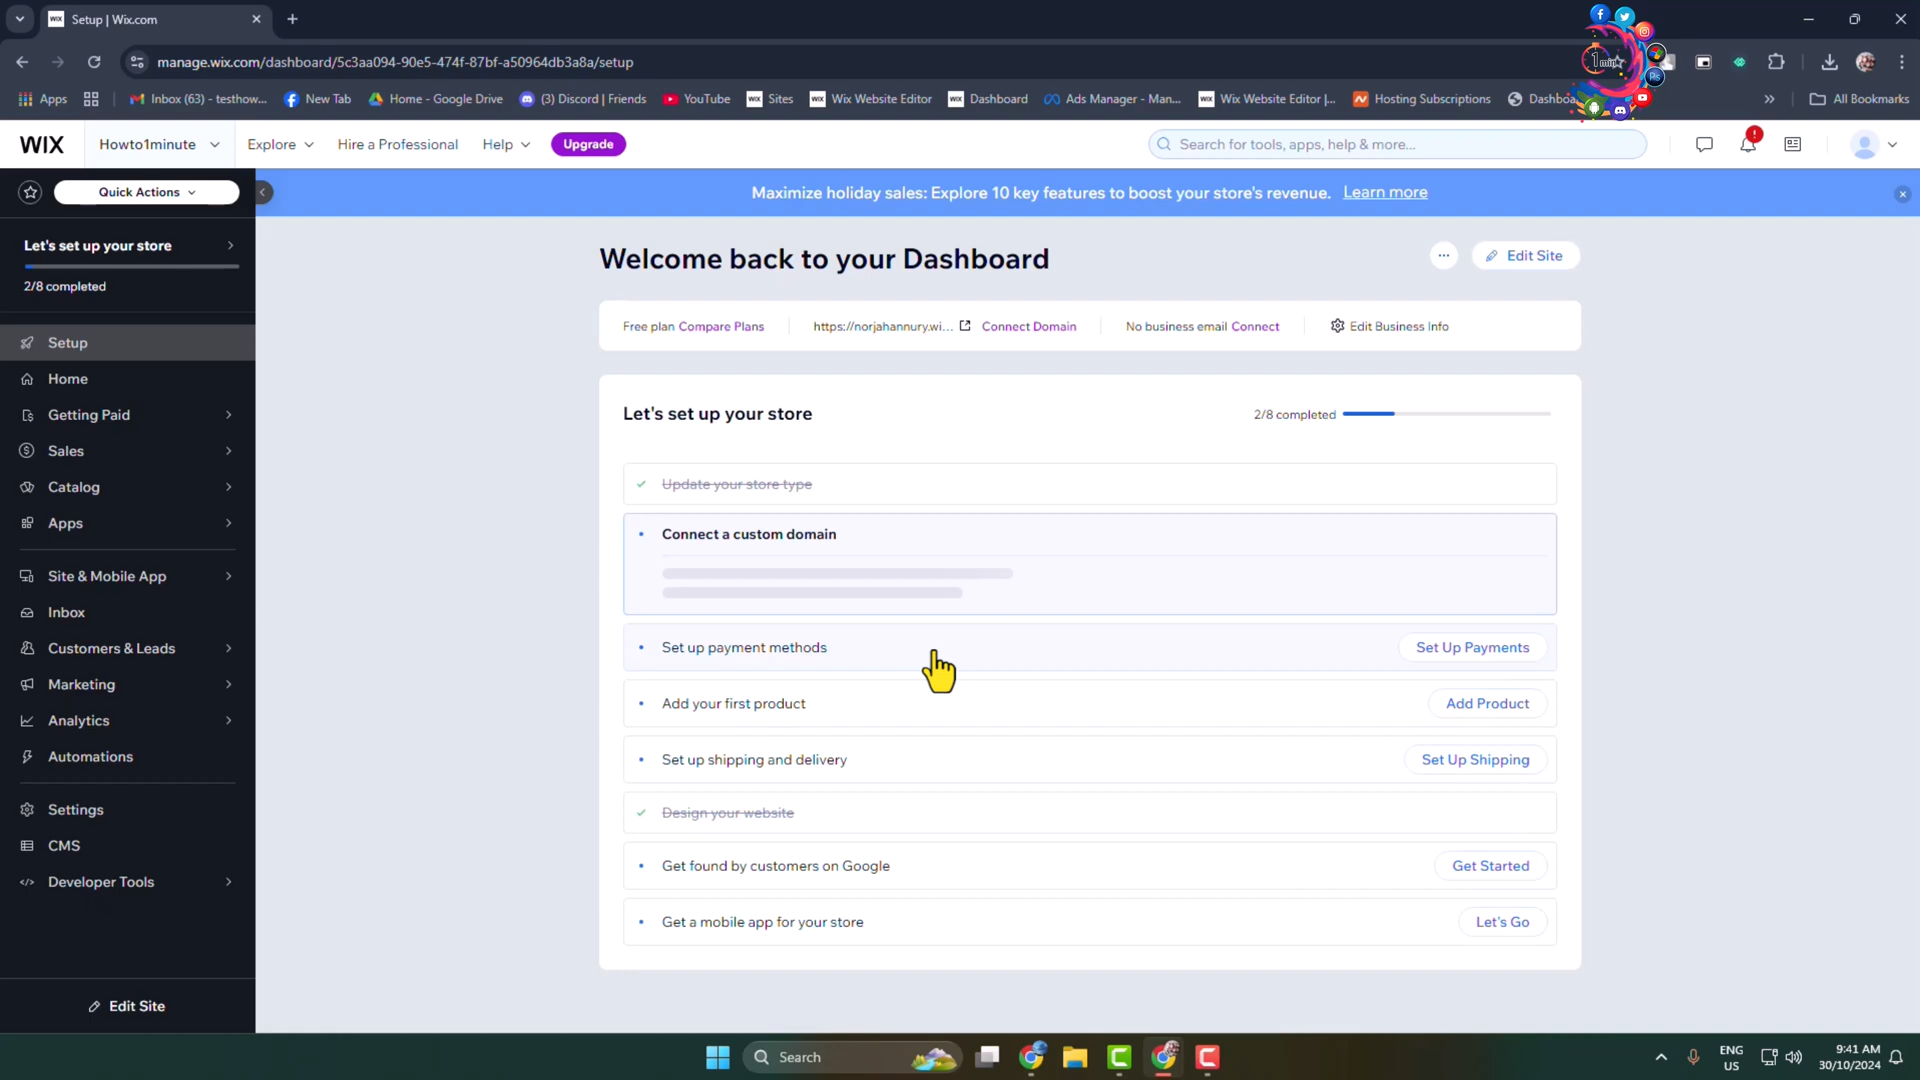 Setup | Wix.com
manage.wix.com/dashboard/5c3aa094-90e5-474f-87bf-a50964db3a8a/setup
Apps Inbox (63) - testhow... New Tab Home - Google Drive (3) Discord | Friends YouTube Sites Wix Website Editor Dashboard Ads Manager - Man... Wix Website Editor |... Hosting Subscriptions All Bookmarks
WIX Howto1minute Explore Hire a Professional Help Upgrade Search for tools, apps, help & more...
Quick Actions
Maximize holiday sales: Explore 10 key features to boost your store's revenue. Learn more
Let's set up your store
2/8 completed
Setup
Home
Getting Paid
Sales
Catalog
Apps
Site & Mobile App
Inbox
Customers & Leads
Marketing
Analytics
Automations
Settings
CMS
Developer Tools
Edit Site
Welcome back to your Dashboard
Edit Site
Free plan Compare Plans https://norjahannury.wi... Connect Domain No business email Connect Edit Business Info
Let's set up your store 2/8 completed
Update your store type
Connect a custom domain
Set up payment methods Set Up Payments
Add your first product Add Product
Set up shipping and delivery Set Up Shipping
Design your website
Get found by customers on Google Get Started
Get a mobile app for your store Let's Go
Search
ENG
US
9:41 AM
30/10/2024